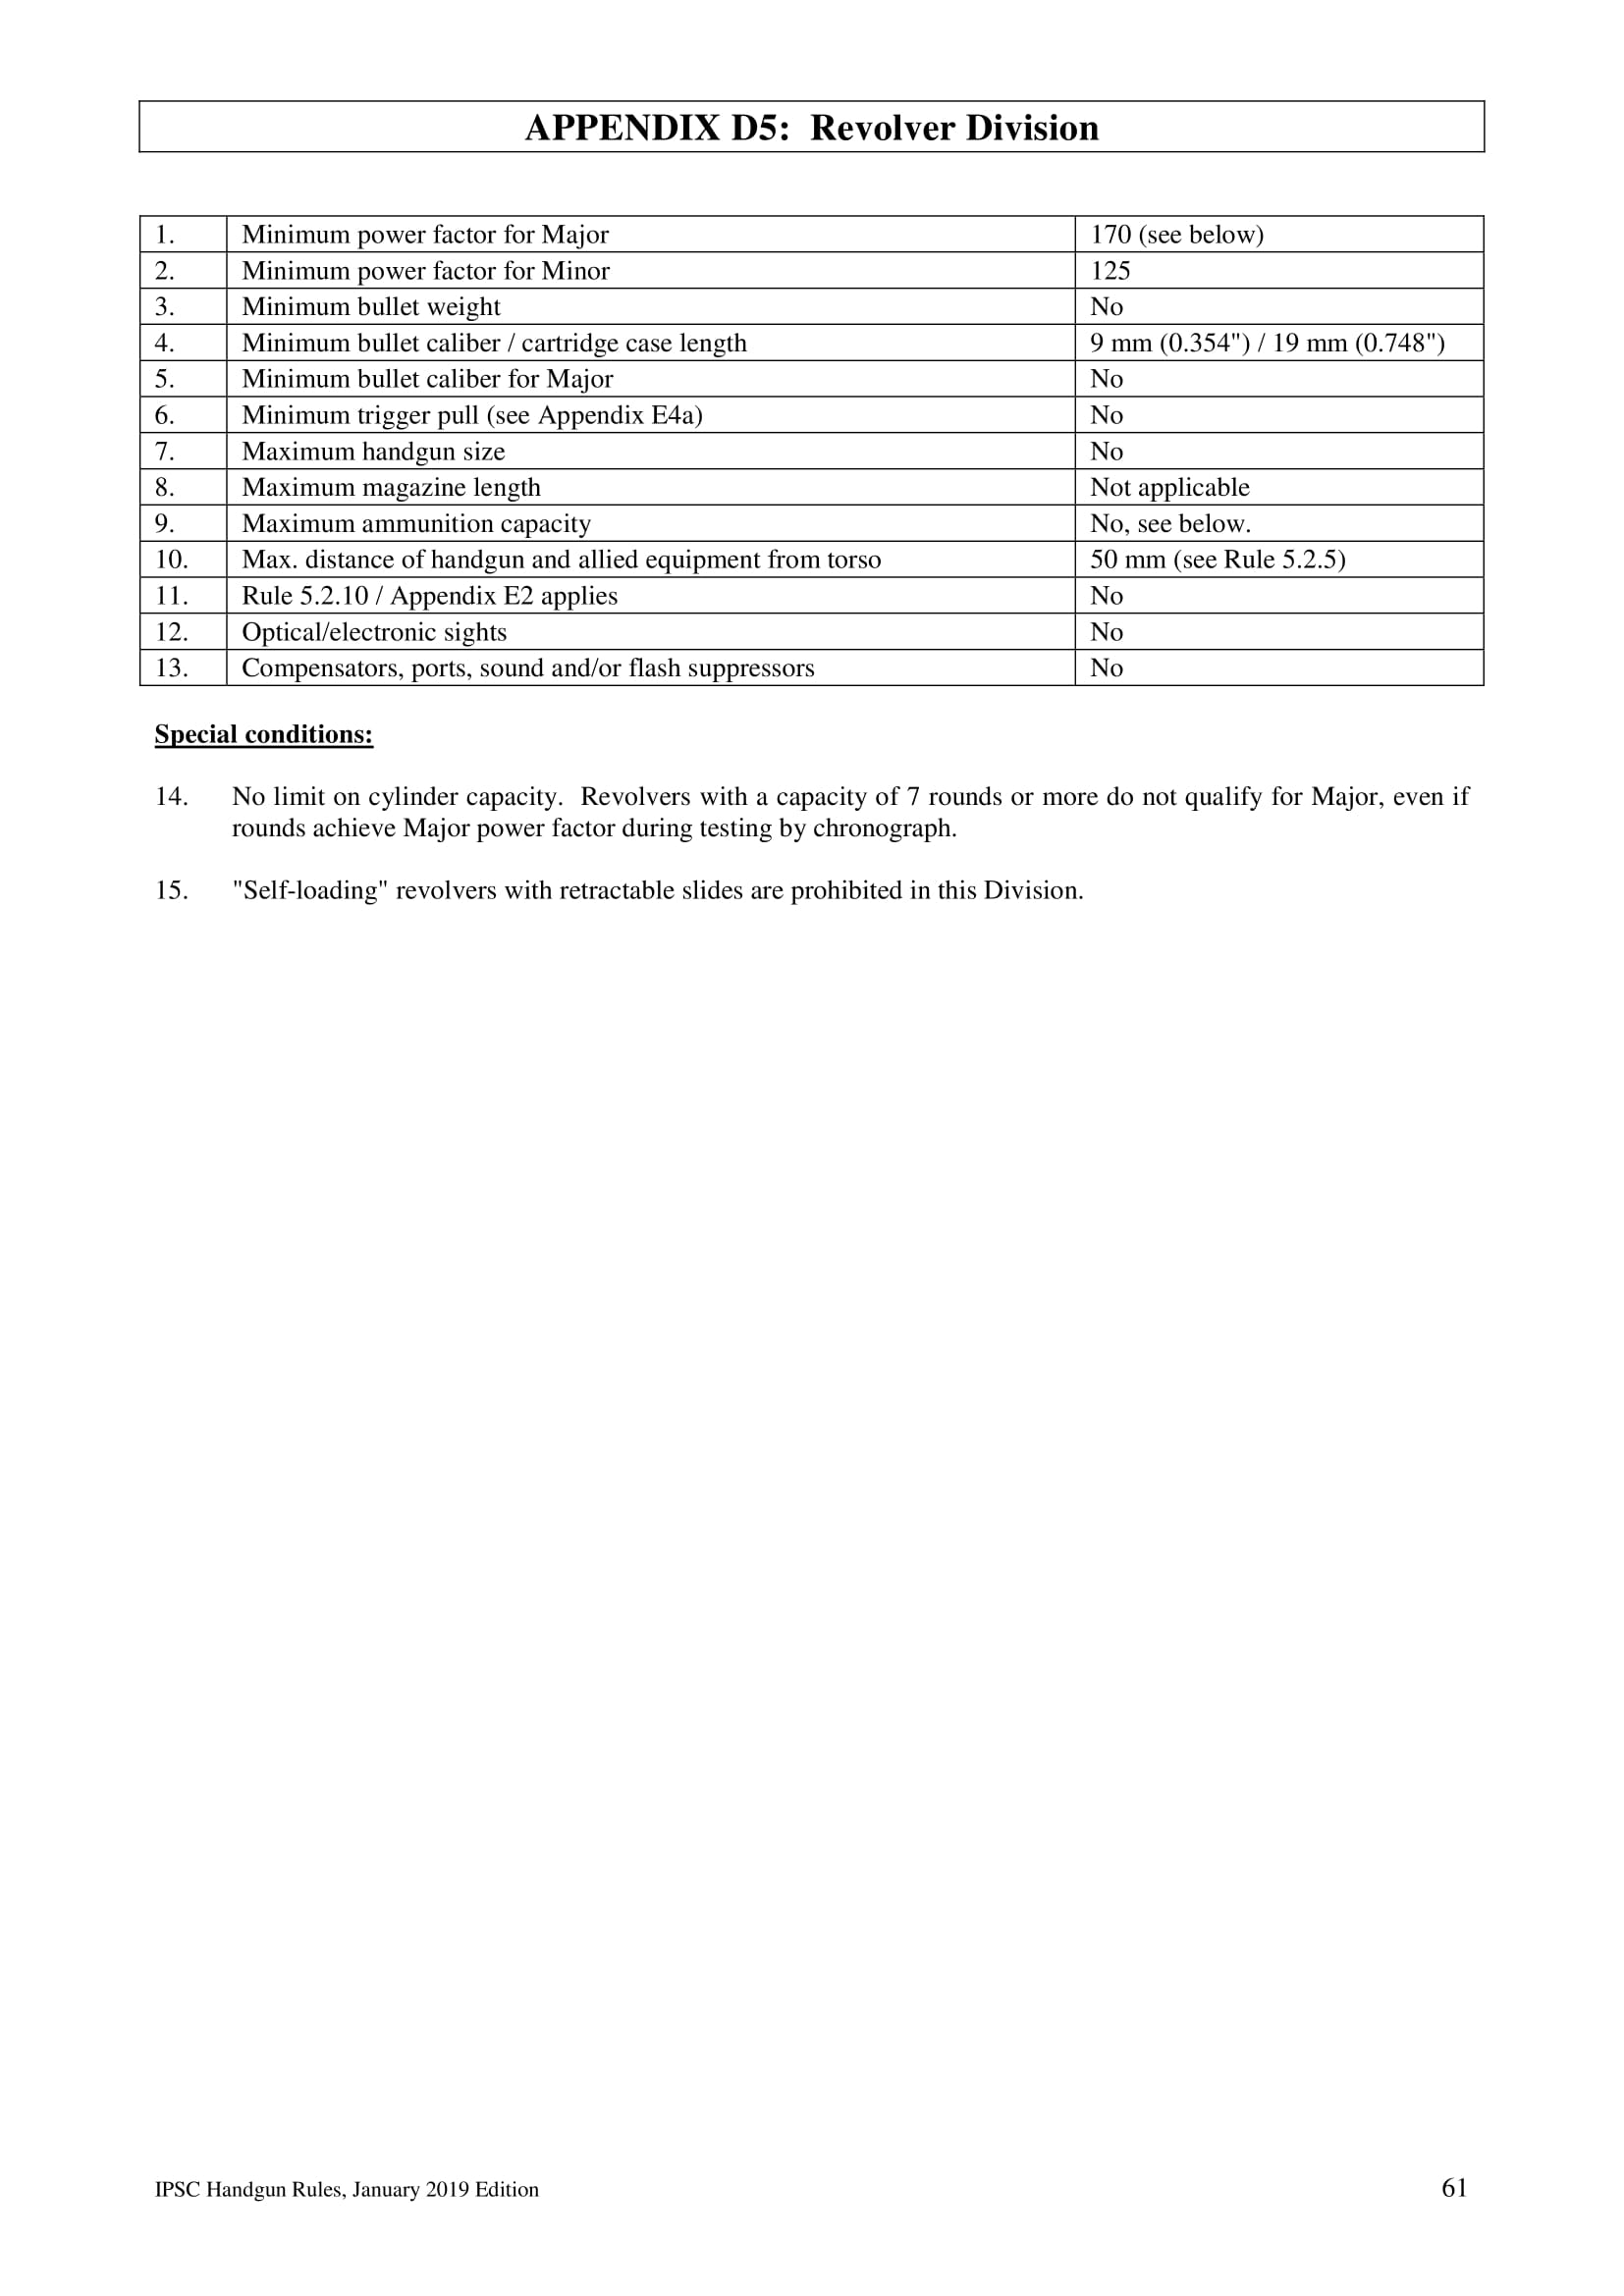 APPENDIX D5:  Revolver Division
1. Minimum power factor for Major 170 (see below)
2. Minimum power factor for Minor 125
3. Minimum bullet weight No
4. Minimum bullet caliber / cartridge case length 9 mm (0.354") / 19 mm (0.748")
5. Minimum bullet caliber for Major No
6. Minimum trigger pull (see Appendix E4a) No
7. Maximum handgun size No
8. Maximum magazine length Not applicable
9. Maximum ammunition capacity No, see below.
10. Max. distance of handgun and allied equipment from torso 50 mm (see Rule 5.2.5)
11. Rule 5.2.10 / Appendix E2 applies No
12. Optical/electronic sights No
13. Compensators, ports, sound and/or flash suppressors No
Special conditions:
14. No limit on cylinder capacity.  Revolvers with a capacity of 7 rounds or more do not qualify for Major, even if
rounds achieve Major power factor during testing by chronograph.
15. "Self-loading" revolvers with retractable slides are prohibited in this Division.
IPSC Handgun Rules, January 2019 Edition 61